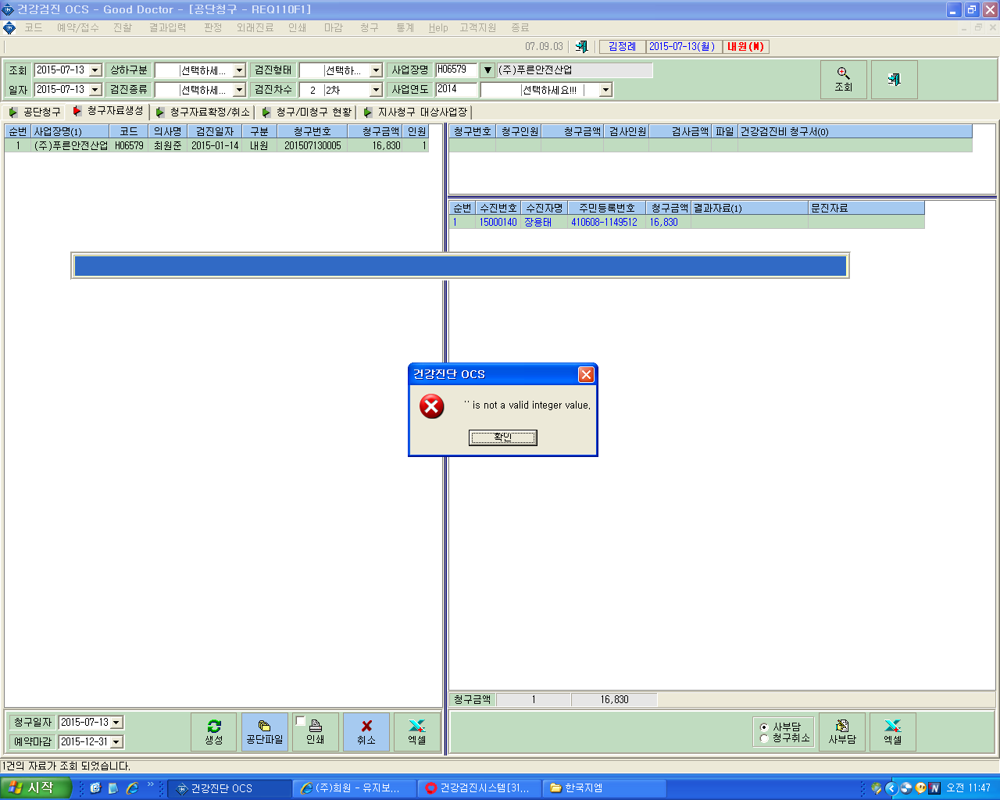 건강검진 OCS - Good Doctor - [공단청구 - REQ110F1]
코드 예약/접수 진찰 결과입력 판정 외래진료 인쇄 마감 청구 통계 Help 고객지원 종료
07.09.03 김정례 2015-07-13(월) 내원(M)
조회 2015-07-13 상하구분 선택하세... 검진형태 선택하... 사업장명 H06579 (주)푸른안전산업 조회
일자 2015-07-13 검진종류 선택하세... 검진차수 2 2차 사업연도 2014 선택하세요!!!
공단청구 청구자료생성 청구자료확정/취소 청구/미청구 현황 지사청구 대상사업장
순번 사업장명(1) 코드 의사명 검진일자 구분 청구번호 청구금액 인원
1 (주)푸른안전산업 H06579 최원준 2015-01-14 내원 201507130005 16,830 1
청구번호 청구인원 청구금액 검사인원 검사금액 파일 건강검진비 청구서(0)
순번 수진번호 수진자명 주민등록번호 청구금액 결과자료(1) 문진자료
1 15000140 장용태 410608-1149512 16,830
건강진단 OCS
'' is not a valid integer value.
확인
청구금액 1 16,830
청구일자 2015-07-13
예약마감 2015-12-31
생성 공단파일 인쇄 취소 엑셀
사부담
청구취소
사부담 엑셀
1건의 자료가 조회 되었습니다.
시작 건강진단 OCS (주)희원 - 유지보... 건강검진시스템[31... 한국지엠 오전 11:47